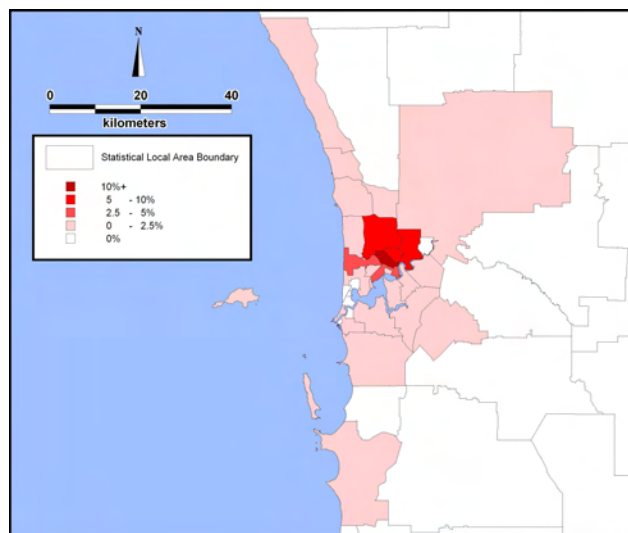 N
0 20 40
kilometers
Statistical Local Area Boundary
10%+
5 - 10%
2.5 - 5%
0 - 2.5%
0%